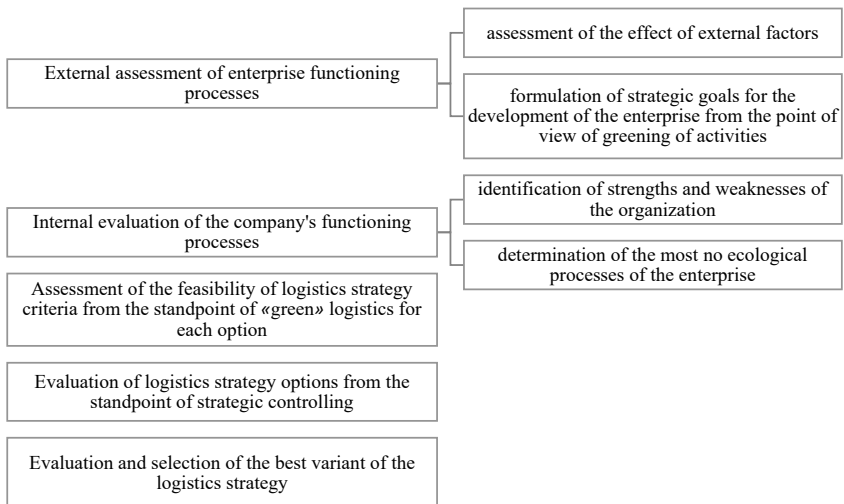 External assessment of enterprise functioning
processes
assessment of the effect of external factors
formulation of strategic goals for the
development of the enterprise from the point of
view of greening of activities
Internal evaluation of the company's functioning
processes
identification of strengths and weaknesses of
the organization
determination of the most no ecological
processes of the enterprise
Assessment of the feasibility of logistics strategy
criteria from the standpoint of «green» logistics for
each option
Evaluation of logistics strategy options from the
standpoint of strategic controlling
Evaluation and selection of the best variant of the
logistics strategy